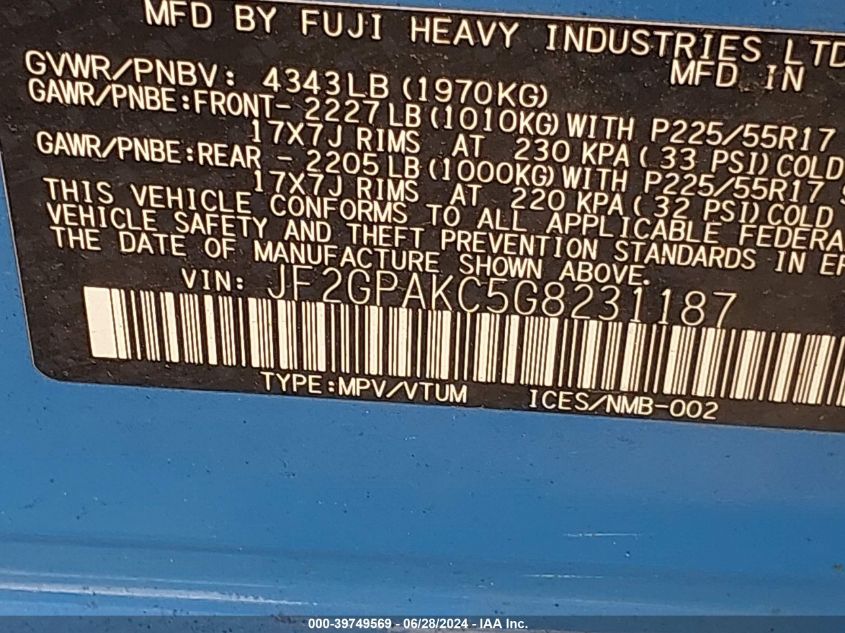 MFD BY FUJI HEAVY INDUSTRIES LTD
MFD IN
GVWR/PNBV: 4343LB (1970KG)
GAWR/PNBE:FRONT- 2227LB(1010KG)WITH P225/55R17
17X7J RIMS AT 230 KPA( 33 PSI)COLD
GAWR/PNBE:REAR - 2205LB(1000KG)WITH P225/55R17
17X7J RIMS AT 220 KPA( 32 PSI)COLD
THIS VEHICLE CONFORMS TO ALL APPLICABLE FEDERA
VEHICLE SAFETY AND THEFT PREVENTION STANDARDS IN EF
THE DATE OF MANUFACTURE SHOWN ABOVE.
VIN: JF2GPAKC5G8231187
TYPE:MPV/VTUM ICES/NMB-002
000-39749569 - 06/28/2024 - IAA Inc.